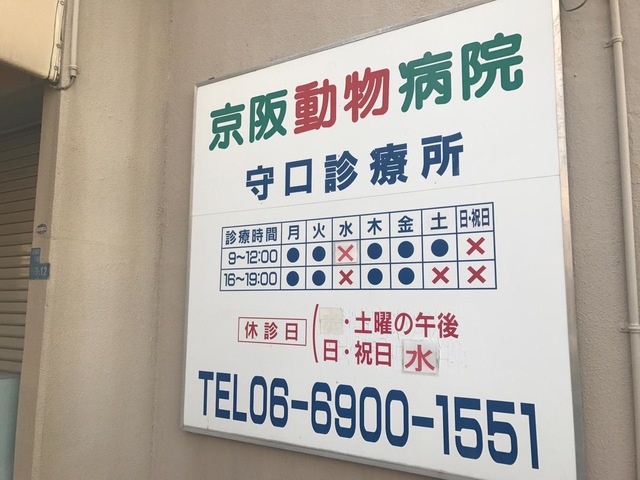 京阪動物病院
守口診療所
診療時間 月 火 水 木 金 土 日・祝日
9〜12:00 ● ● × ● ● ● ×
16〜19:00 ● ● × ● ● × ×
休診日 ・土曜の午後
日・祝日 水
TEL06-6900-1551